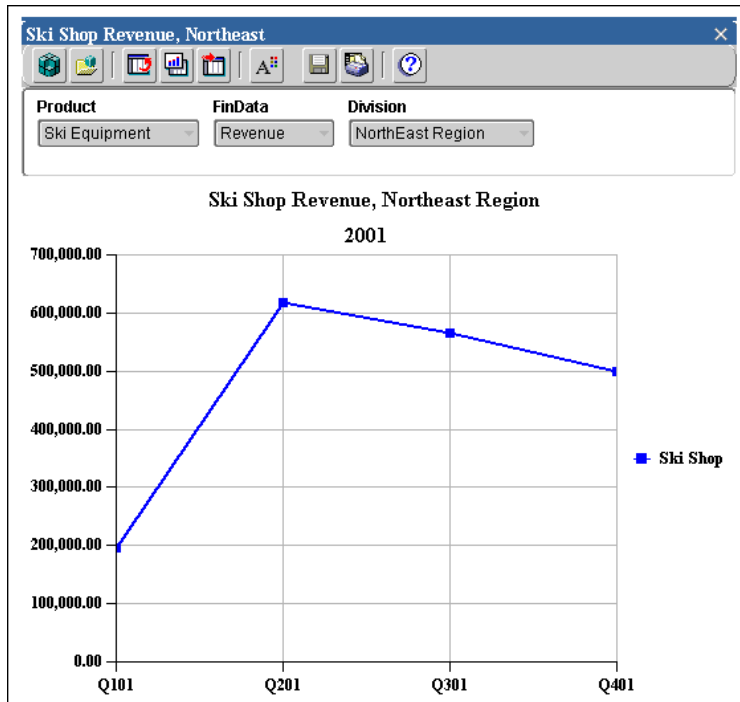 Ski Shop Revenue, Northeast
A
?
Product FinData Division
Ski Equipment Revenue NorthEast Region
Ski Shop Revenue, Northeast Region
2001
700,000.00
600,000.00
500,000.00
400,000.00
300,000.00
200,000.00
100,000.00
0.00
Q101 Q201 Q301 Q401
Ski Shop